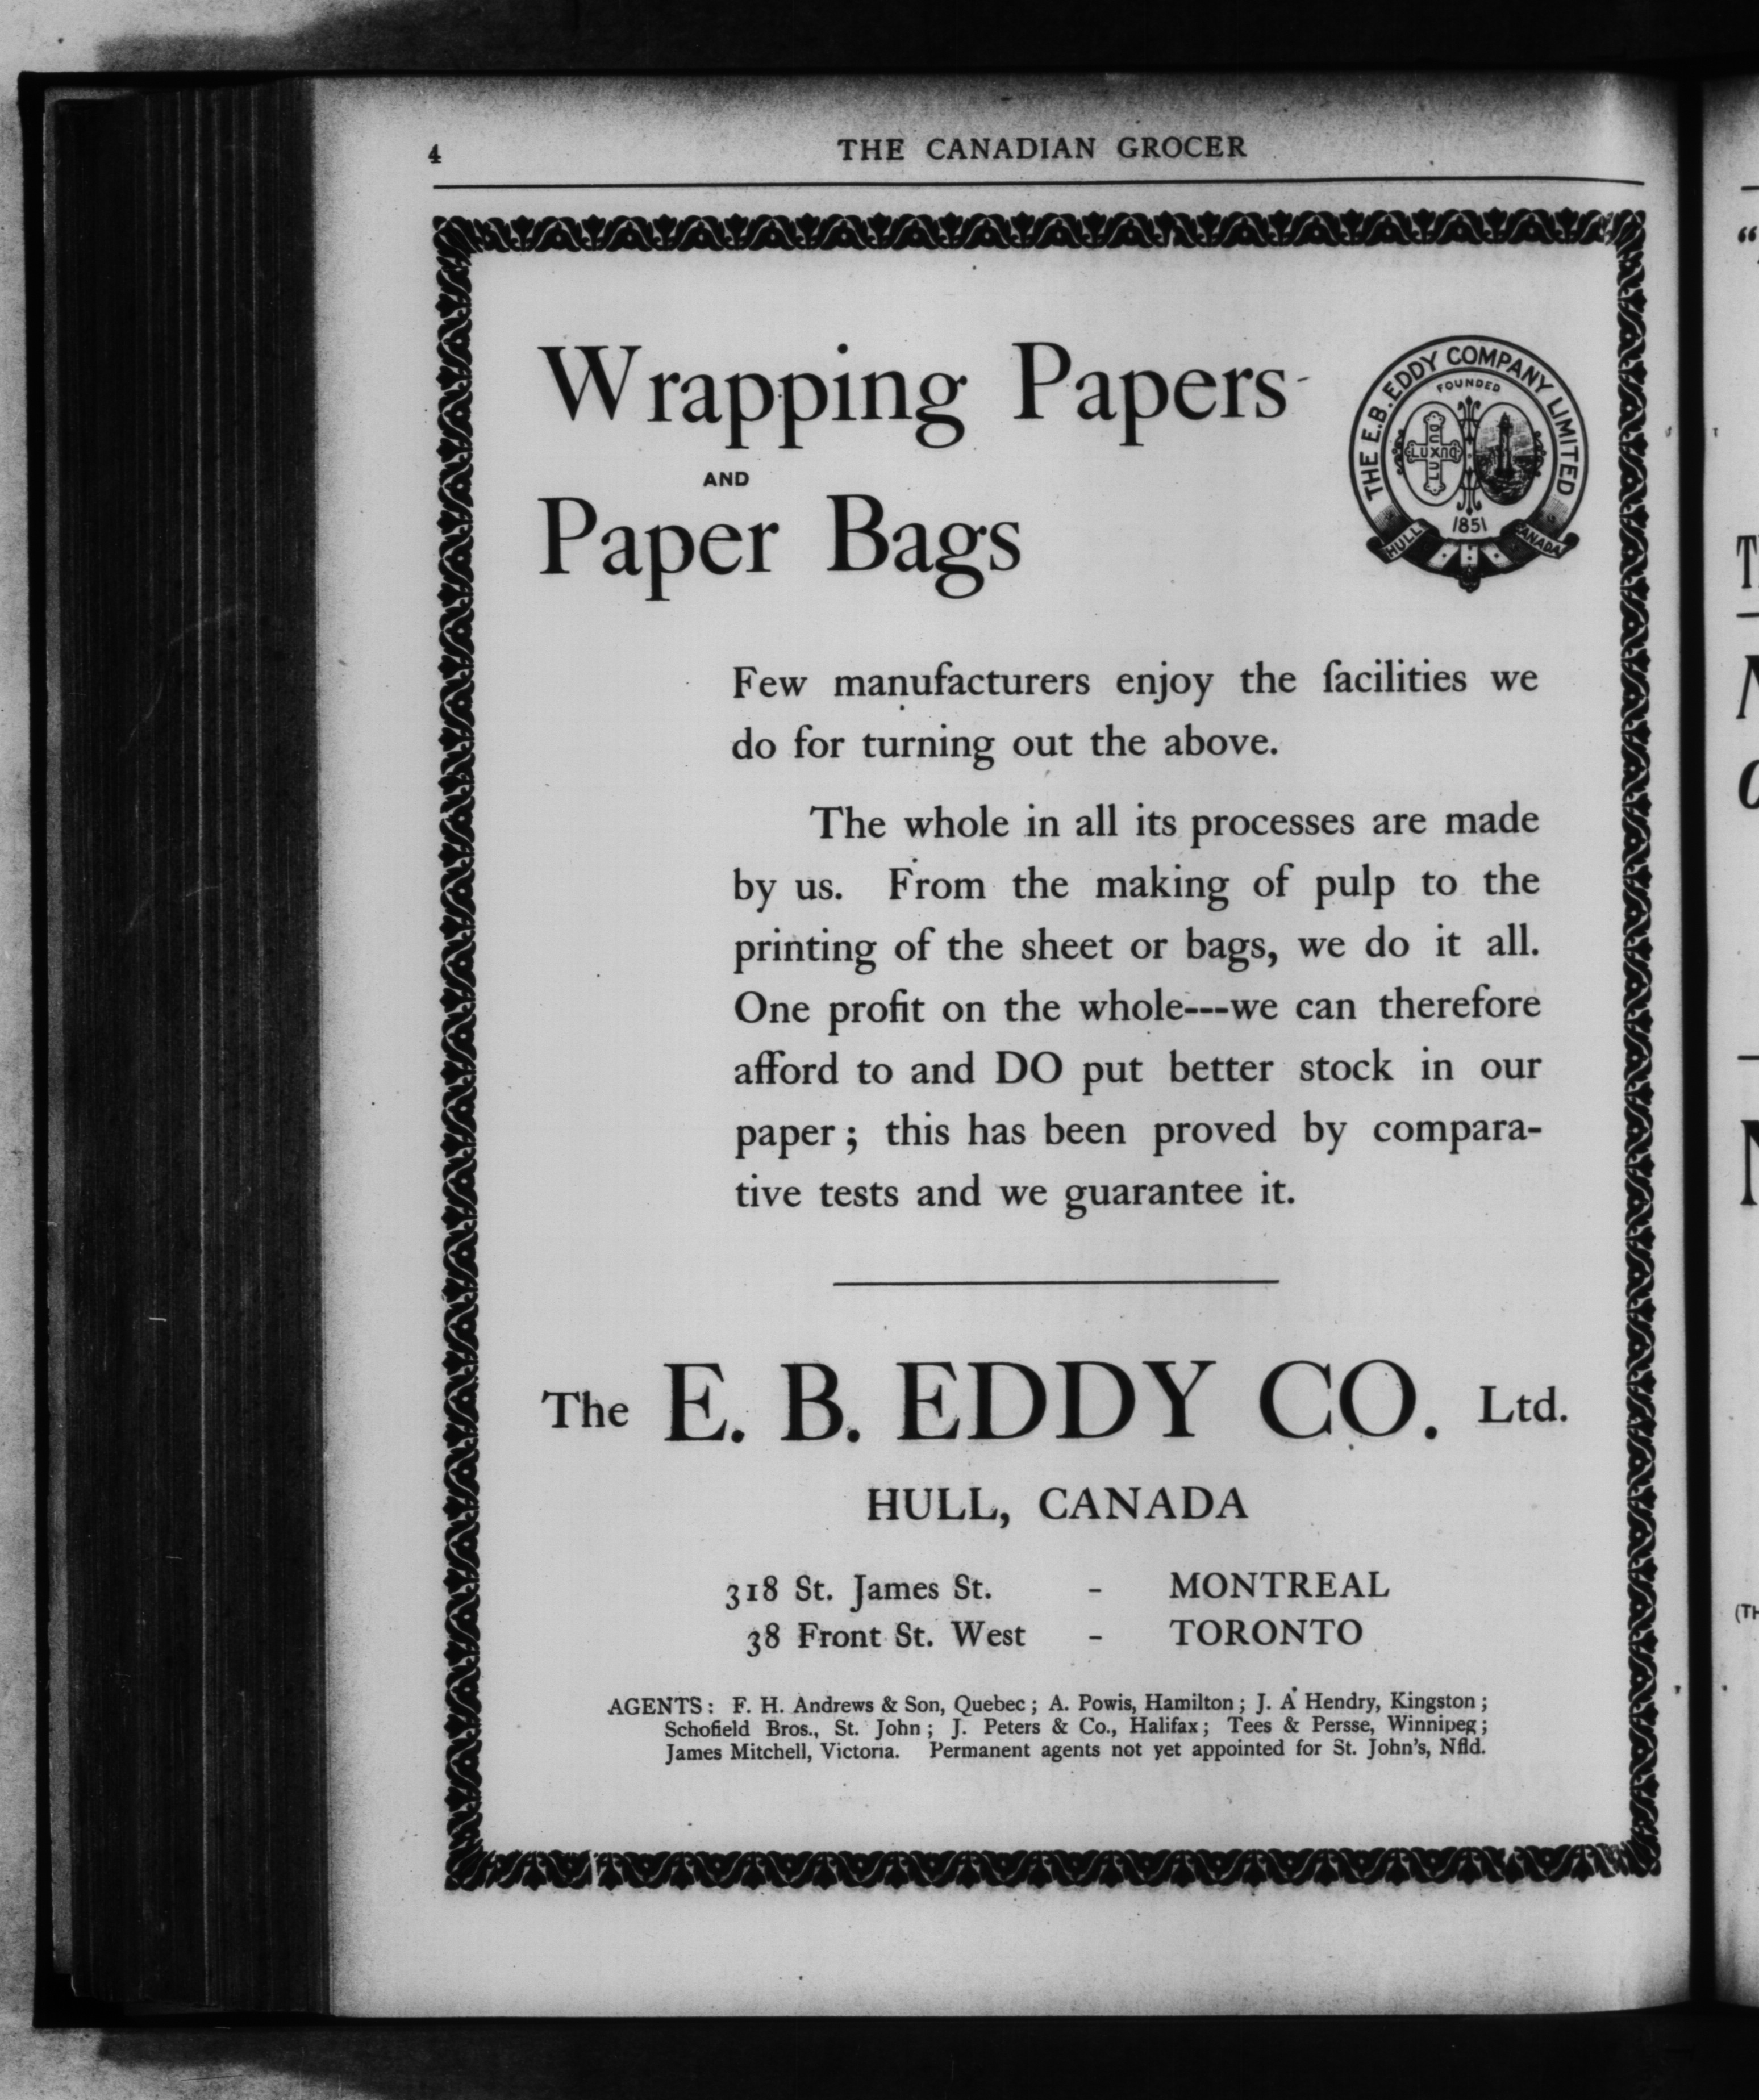 4
THE CANADIAN GROCER
Wrapping Papers
AND
Paper Bags
THE E.B. EDDY COMPANY LIMITED
FOUNDED
1851
HULL
CANADA
Few manufacturers enjoy the facilities we
do for turning out the above.
The whole in all its processes are made
by us. From the making of pulp to the
printing of the sheet or bags, we do it all.
One profit on the whole---we can therefore
afford to and DO put better stock in our
paper; this has been proved by compara-
tive tests and we guarantee it.
The E. B. EDDY CO. Ltd.
HULL, CANADA
318 St. James St. - MONTREAL
38 Front St. West - TORONTO
AGENTS: F. H. Andrews & Son, Quebec; A. Powis, Hamilton; J. A Hendry, Kingston;
Schofield Bros., St. John; J. Peters & Co., Halifax; Tees & Persse, Winnipeg;
James Mitchell, Victoria. Permanent agents not yet appointed for St. John's, Nfld.